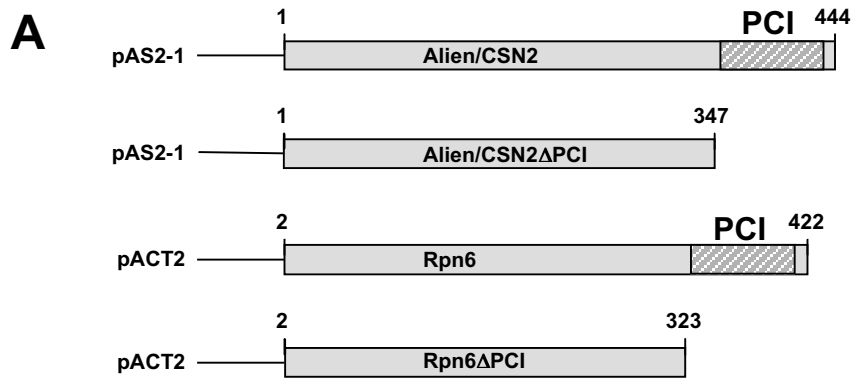 A
1 PCI 444
pAS2-1 Alien/CSN2
1 347
pAS2-1 Alien/CSN2ΔPCI
2 PCI 422
pACT2 Rpn6
2 323
pACT2 Rpn6ΔPCI